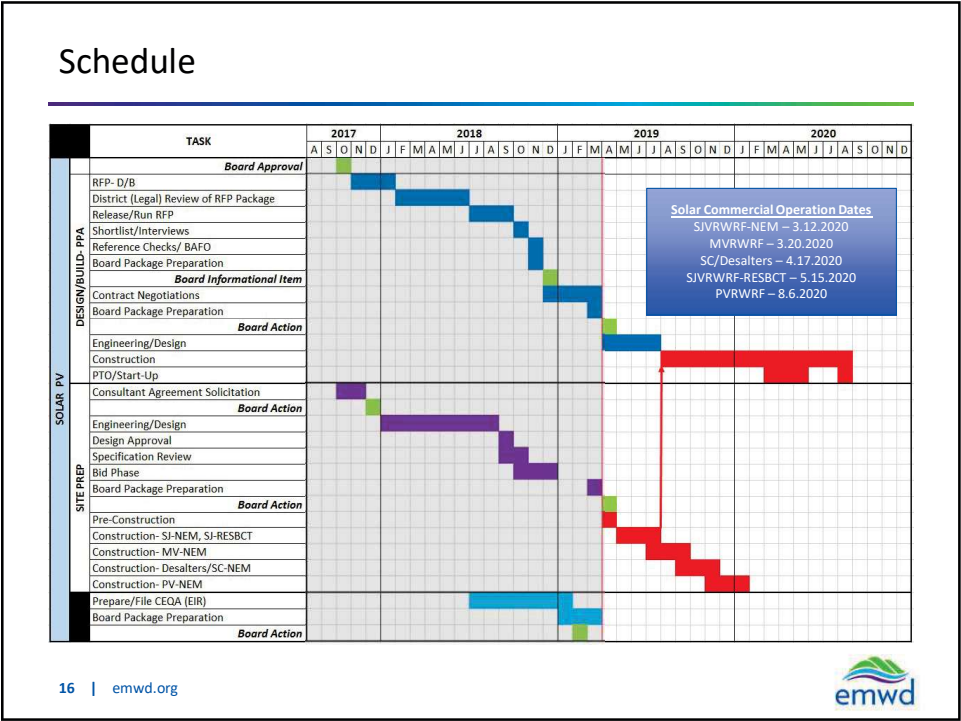 Schedule
TASK
2017 2018 2019 2020
A S O N D J F M A M J J A S O N D J F M A M J J A S O N D J F M A M J J A S O N D
SOLAR PV
DESIGN/BUILD- PPA
Board Approval
RFP- D/B
District (Legal) Review of RFP Package
Release/Run RFP
Shortlist/Interviews
Reference Checks/ BAFO
Board Package Preparation
Board Informational Item
Contract Negotiations
Board Package Preparation
Board Action
Engineering/Design
Construction
PTO/Start-Up
Solar Commercial Operation Dates
SJVRWRF-NEM – 3.12.2020
MVRWRF – 3.20.2020
SC/Desalters – 4.17.2020
SJVRWRF-RESBCT – 5.15.2020
PVRWRF – 8.6.2020
SITE PREP
Consultant Agreement Solicitation
Board Action
Engineering/Design
Design Approval
Specification Review
Bid Phase
Board Package Preparation
Board Action
Pre-Construction
Construction- SJ-NEM, SJ-RESBCT
Construction- MV-NEM
Construction- Desalters/SC-NEM
Construction- PV-NEM
Prepare/File CEQA (EIR)
Board Package Preparation
Board Action
16 | emwd.org
emwd